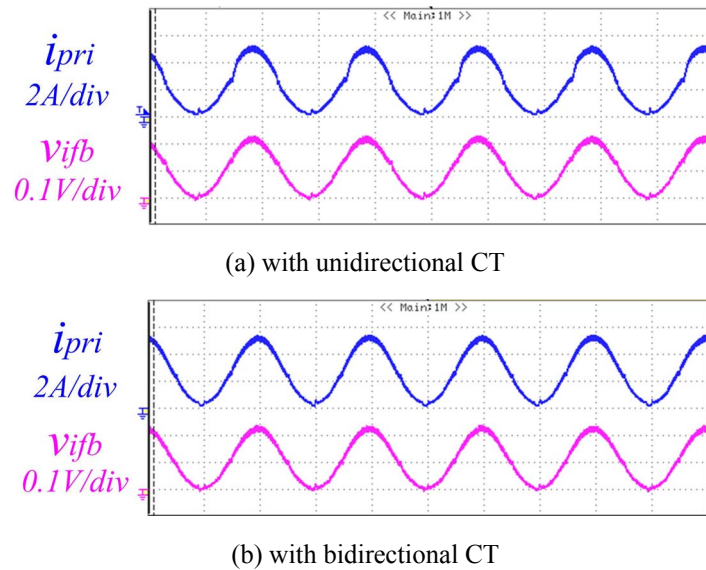 << Main:1M >>
ipri
2A/div
vifb
0.1V/div
(a) with unidirectional CT
<< Main:1M >>
ipri
2A/div
vifb
0.1V/div
(b) with bidirectional CT